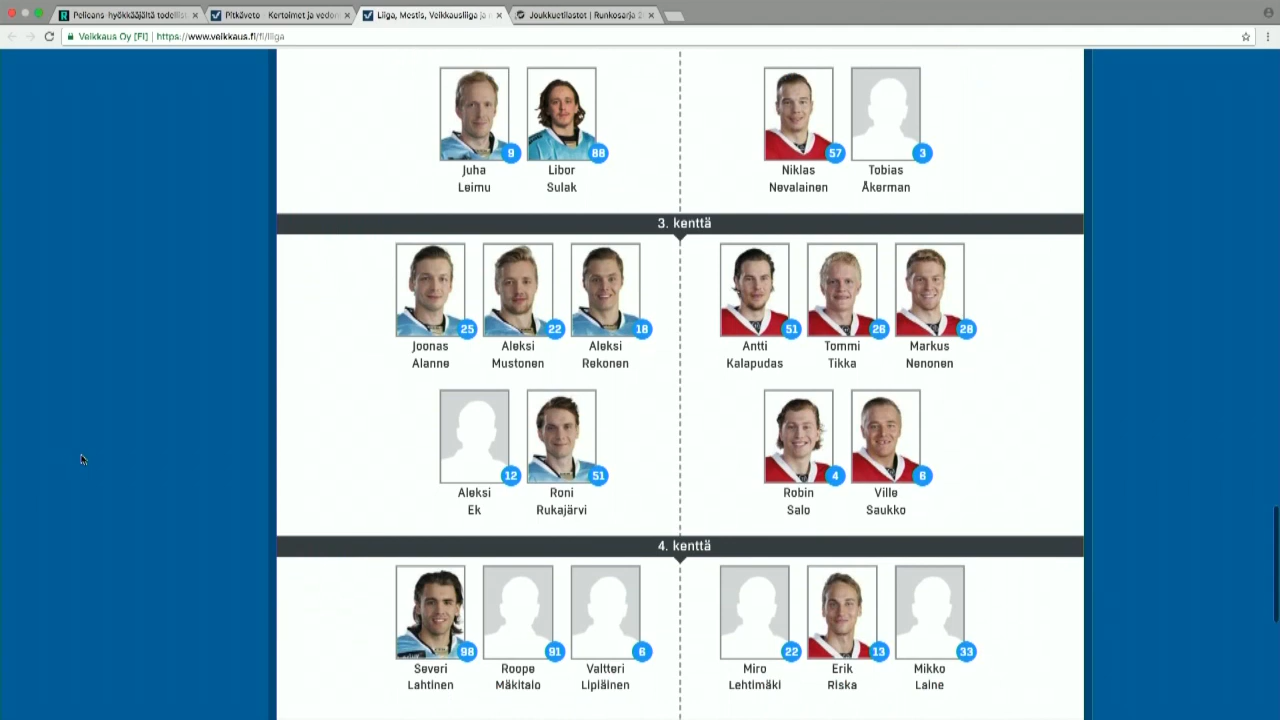 Pelicans-hyökkääjältä todellist
Pitkäveto - Kertoimet ja vedon
Liiga, Mestis, Veikkausliiga ja n
Joukkuetilastot | Runkosarja 2
Veikkaus Oy [FI] | https://www.veikkaus.fi/fi/liiga
9 88 57 3
Juha Libor Niklas Tobias
Leimu Sulak Nevalainen Åkerman
3. kenttä
25 22 18 51 26 28
Joonas Aleksi Aleksi Antti Tommi Markus
Alanne Mustonen Rekonen Kalapudas Tikka Nenonen
12 51 4 6
Aleksi Roni Robin Ville
Ek Rukajärvi Salo Saukko
4. kenttä
98 91 6 22 13 33
Severi Roope Valtteri Miro Erik Mikko
Lahtinen Mäkitalo Lipiäinen Lehtimäki Riska Laine